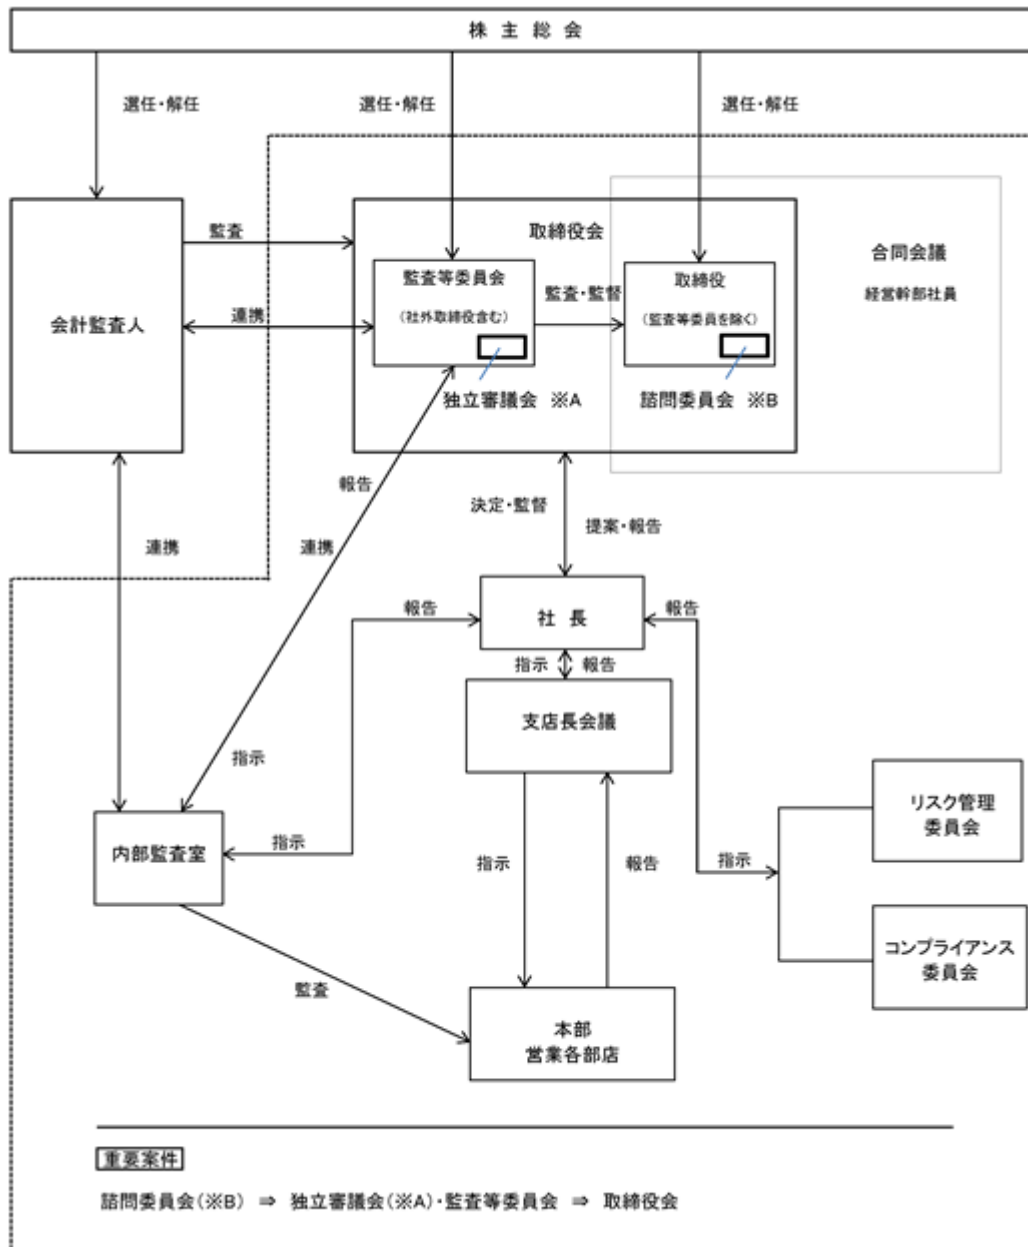 株 主 総 会
選任・解任
選任・解任
選任・解任
取締役会
合同会議
経営幹部社員
監査
監査等委員会
(社外取締役含む)
監査・監督
取締役
(監査等委員を除く)
会計監査人
連携
独立審議会 ※A
諮問委員会 ※B
報告
連携
決定・監督
提案・報告
連携
報告
社 長
報告
指示
報告
支店長会議
指示
内部監査室
指示
指示
報告
指示
リスク管理
委員会
コンプライアンス
委員会
監査
本部
営業各部店
重要案件
諮問委員会(※B) ⇒ 独立審議会(※A)・監査等委員会 ⇒ 取締役会